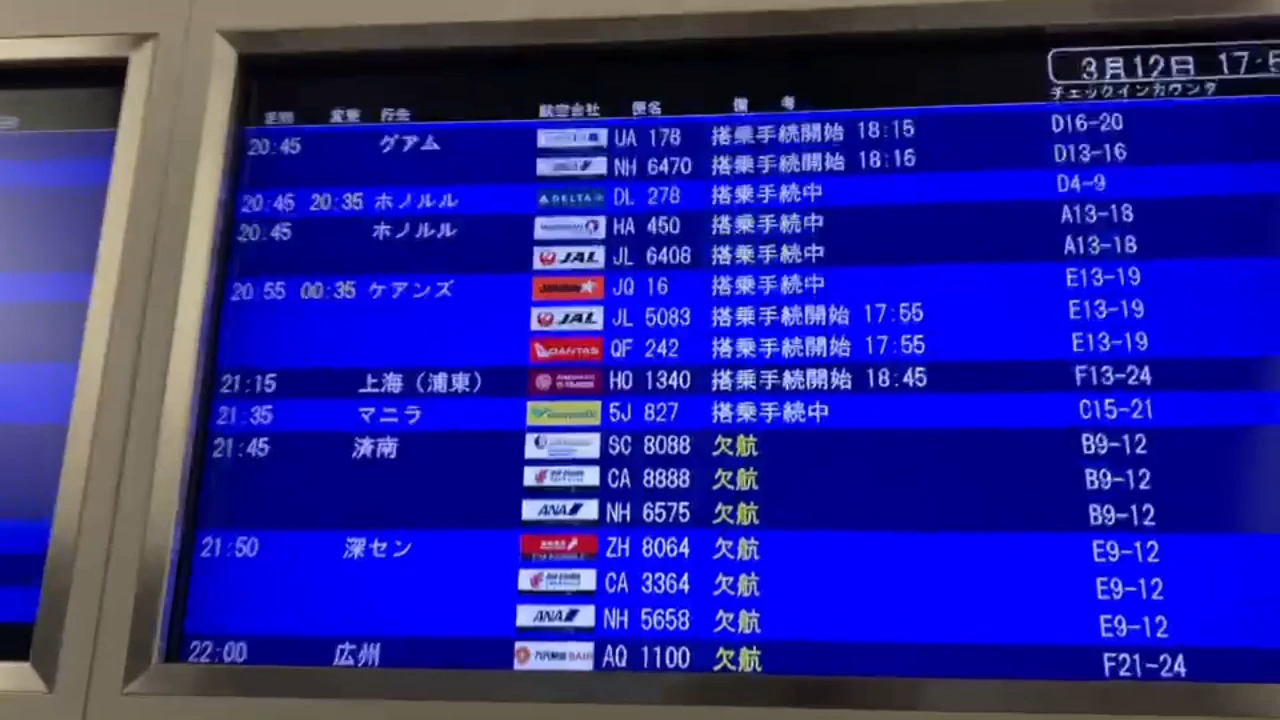 3月12日 17:5
定刻 変更 行先 航空会社 便名 備考 チェックインカウンタ
20:45 グアム UA 178 搭乗手続開始 18:15 D16-20
NH 6470 搭乗手続開始 18:15 D13-16
20:45 20:35 ホノルル DELTA DL 278 搭乗手続中 D4-9
20:45 ホノルル HA 450 搭乗手続中 A13-18
JAL JL 6408 搭乗手続中 A13-18
20:55 00:35 ケアンズ Jetstar JQ 16 搭乗手続中 E13-19
JAL JL 5083 搭乗手続開始 17:55 E13-19
QANTAS QF 242 搭乗手続開始 17:55 E13-19
21:15 上海（浦東） HO 1340 搭乗手続開始 18:45 F13-24
21:35 マニラ 5J 827 搭乗手続中 C15-21
21:45 済南 SC 8088 欠航 B9-12
CA 8888 欠航 B9-12
ANA NH 6575 欠航 B9-12
21:50 深セン ZH 8064 欠航 E9-12
CA 3364 欠航 E9-12
ANA NH 5658 欠航 E9-12
22:00 広州 AQ 1100 欠航 F21-24